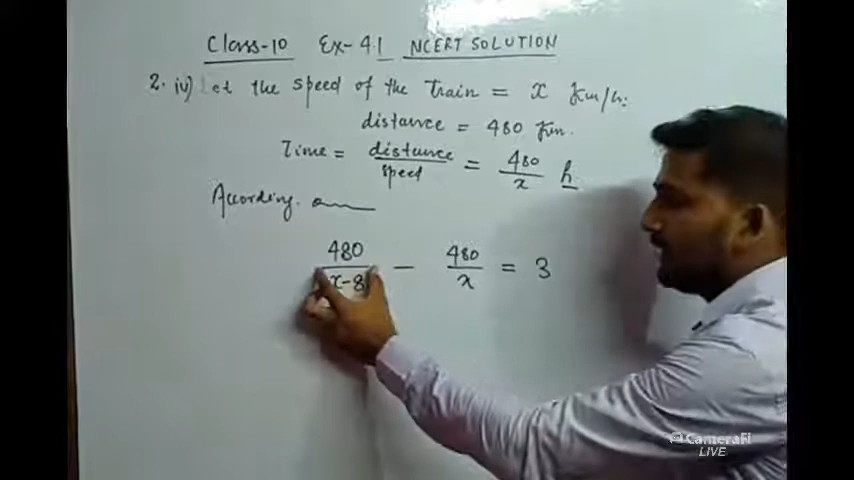 Class-10 Ex-4.1 NCERT SOLUTION
2. iv) Let the speed of the Train = x Km/h.
distance = 480 Km.
Time = distance/speed = 480/x h
According.
480/x-8 - 480/x = 3
CameraFi
LIVE